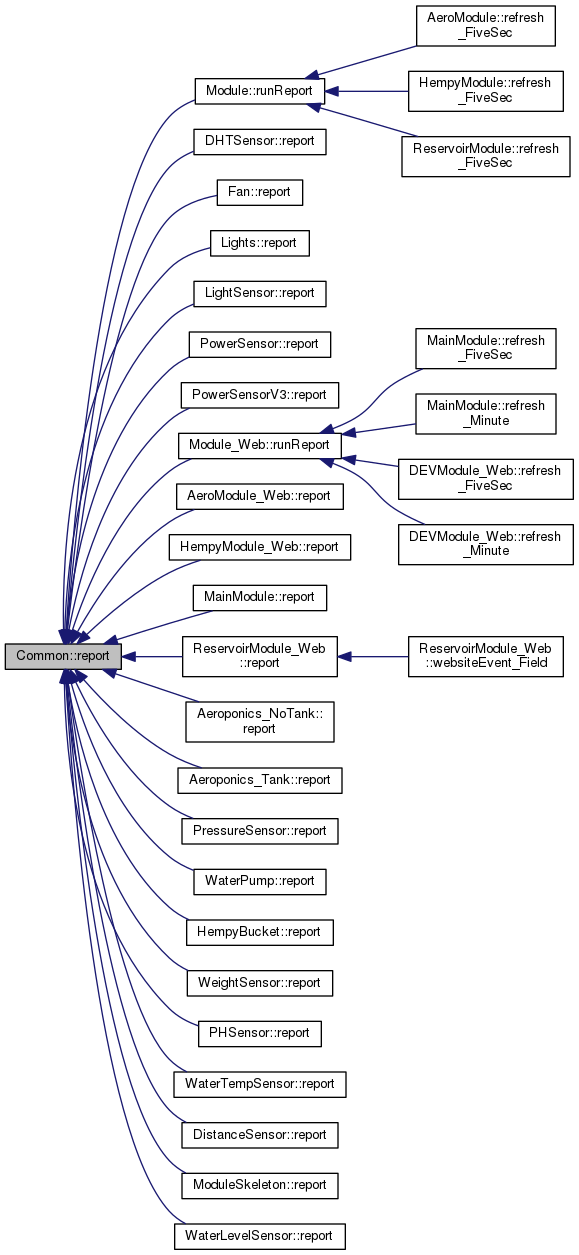 AeroModule::refresh
_FiveSec
Module::runReport
HempyModule::refresh
_FiveSec
ReservoirModule::refresh
_FiveSec
DHTSensor::report
Fan::report
Lights::report
LightSensor::report
PowerSensor::report
MainModule::refresh
_FiveSec
PowerSensorV3::report
MainModule::refresh
_Minute
Module_Web::runReport
DEVModule_Web::refresh
_FiveSec
AeroModule_Web::report
DEVModule_Web::refresh
_Minute
HempyModule_Web::report
MainModule::report
Common::report
ReservoirModule_Web
::report
ReservoirModule_Web
::websiteEvent_Field
Aeroponics_NoTank::
report
Aeroponics_Tank::report
PressureSensor::report
WaterPump::report
HempyBucket::report
WeightSensor::report
PHSensor::report
WaterTempSensor::report
DistanceSensor::report
ModuleSkeleton::report
WaterLevelSensor::report